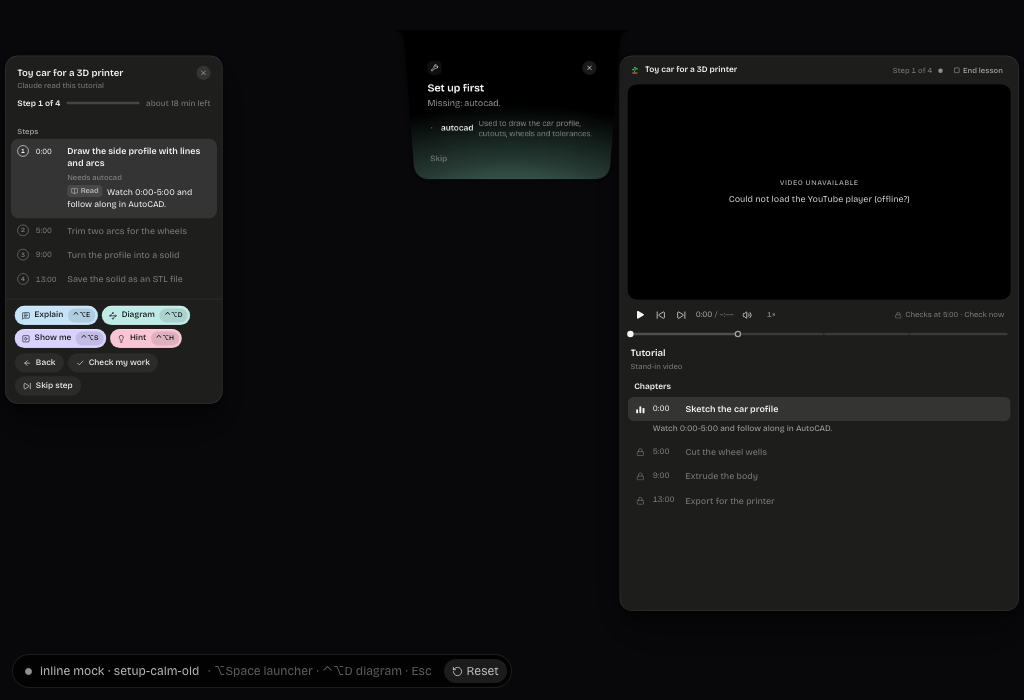 Toy car for a 3D printer
Claude read this tutorial
Step 1 of 4 about 18 min left
Steps
1 0:00 Draw the side profile with lines
and arcs
Needs autocad
Read Watch 0:00-5:00 and
follow along in AutoCAD.
2 5:00 Trim two arcs for the wheels
3 9:00 Turn the profile into a solid
4 13:00 Save the solid as an STL file
Explain ^⌥E Diagram ^⌥D
Show me ^⌥S Hint ^⌥H
Back Check my work
Skip step
Set up first
Missing: autocad.
· autocad Used to draw the car profile,
cutouts, wheels and tolerances.
Skip
Toy car for a 3D printer Step 1 of 4 End lesson
VIDEO UNAVAILABLE
Could not load the YouTube player (offline?)
0:00 / -:-- 1× Checks at 5:00 · Check now
Tutorial
Stand-in video
Chapters
0:00 Sketch the car profile
Watch 0:00-5:00 and follow along in AutoCAD.
5:00 Cut the wheel wells
9:00 Extrude the body
13:00 Export for the printer
inline mock · setup-calm-old · ⌥Space launcher · ^⌥D diagram · Esc Reset